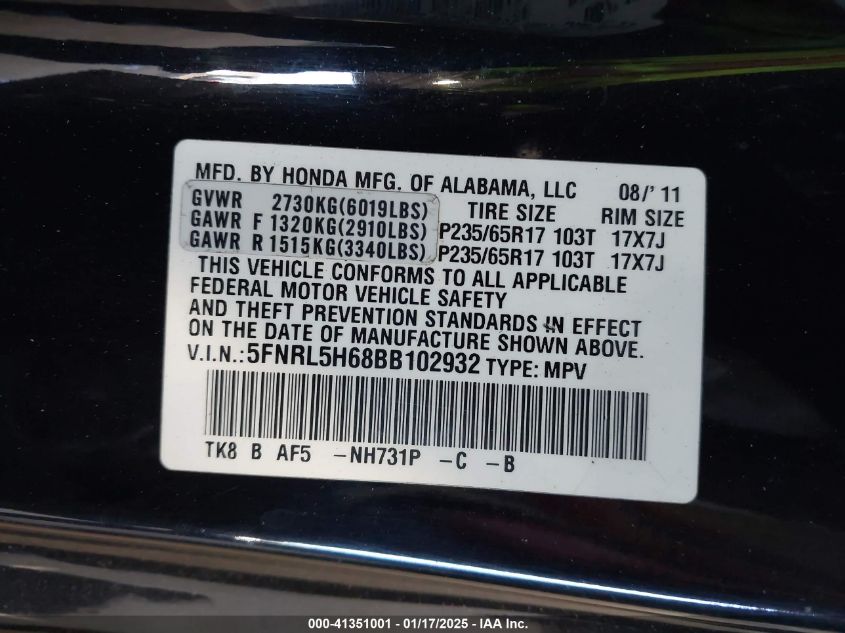 MFD. BY HONDA MFG. OF ALABAMA, LLC 08/'11
GVWR 2730KG(6019LBS) TIRE SIZE RIM SIZE
GAWR F 1320KG(2910LBS) P235/65R17 103T 17X7J
GAWR R 1515KG(3340LBS) P235/65R17 103T 17X7J
THIS VEHICLE CONFORMS TO ALL APPLICABLE
FEDERAL MOTOR VEHICLE SAFETY
AND THEFT PREVENTION STANDARDS IN EFFECT
ON THE DATE OF MANUFACTURE SHOWN ABOVE.
V.I.N.: 5FNRL5H68BB102932 TYPE: MPV
TK8 B AF5 -NH731P -C -B
000-41351001 - 01/17/2025 - IAA Inc.